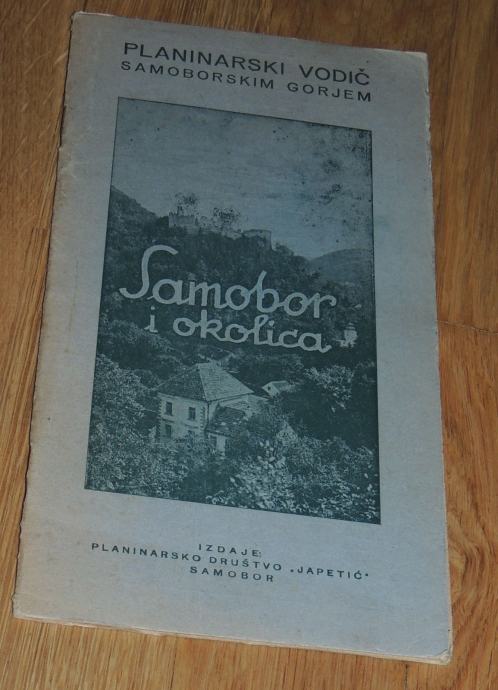 PLANINARSKI VODIČ
SAMOBORSKIM GORJEM
Samobor
i okolica
IZDAJE:
PLANINARSKO DRUŠTVO „JAPETIĆ“
SAMOBOR